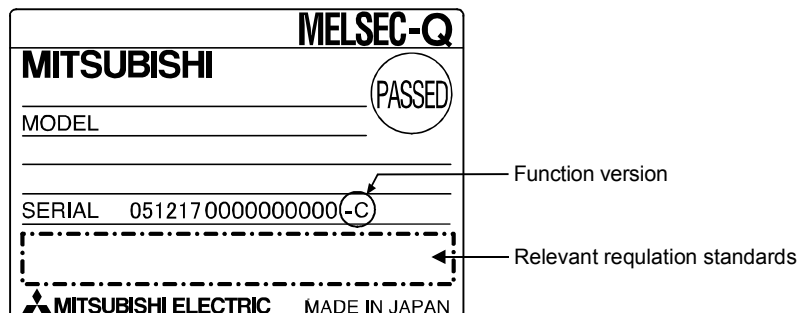 MELSEC-Q
MITSUBISHI
PASSED
MODEL
Function version
SERIAL 0512170000000000-C
Relevant requlation standards
MITSUBISHI ELECTRIC MADE IN JAPAN